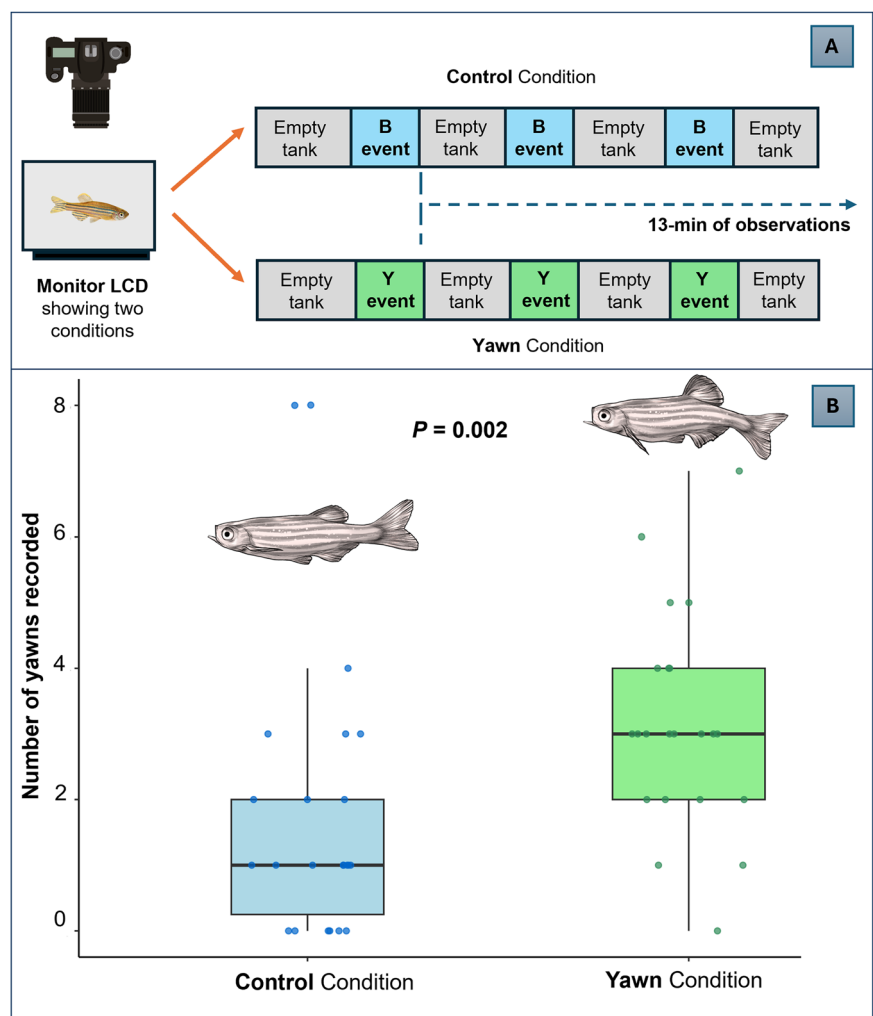 A
Control Condition
Empty tank
B event
Empty tank
B event
Empty tank
B event
Empty tank
13-min of observations
Monitor LCD
showing two
conditions
Empty tank
Y event
Empty tank
Y event
Empty tank
Y event
Empty tank
Yawn Condition
B
P = 0.002
Number of yawns recorded
8
6
4
2
0
Control Condition
Yawn Condition